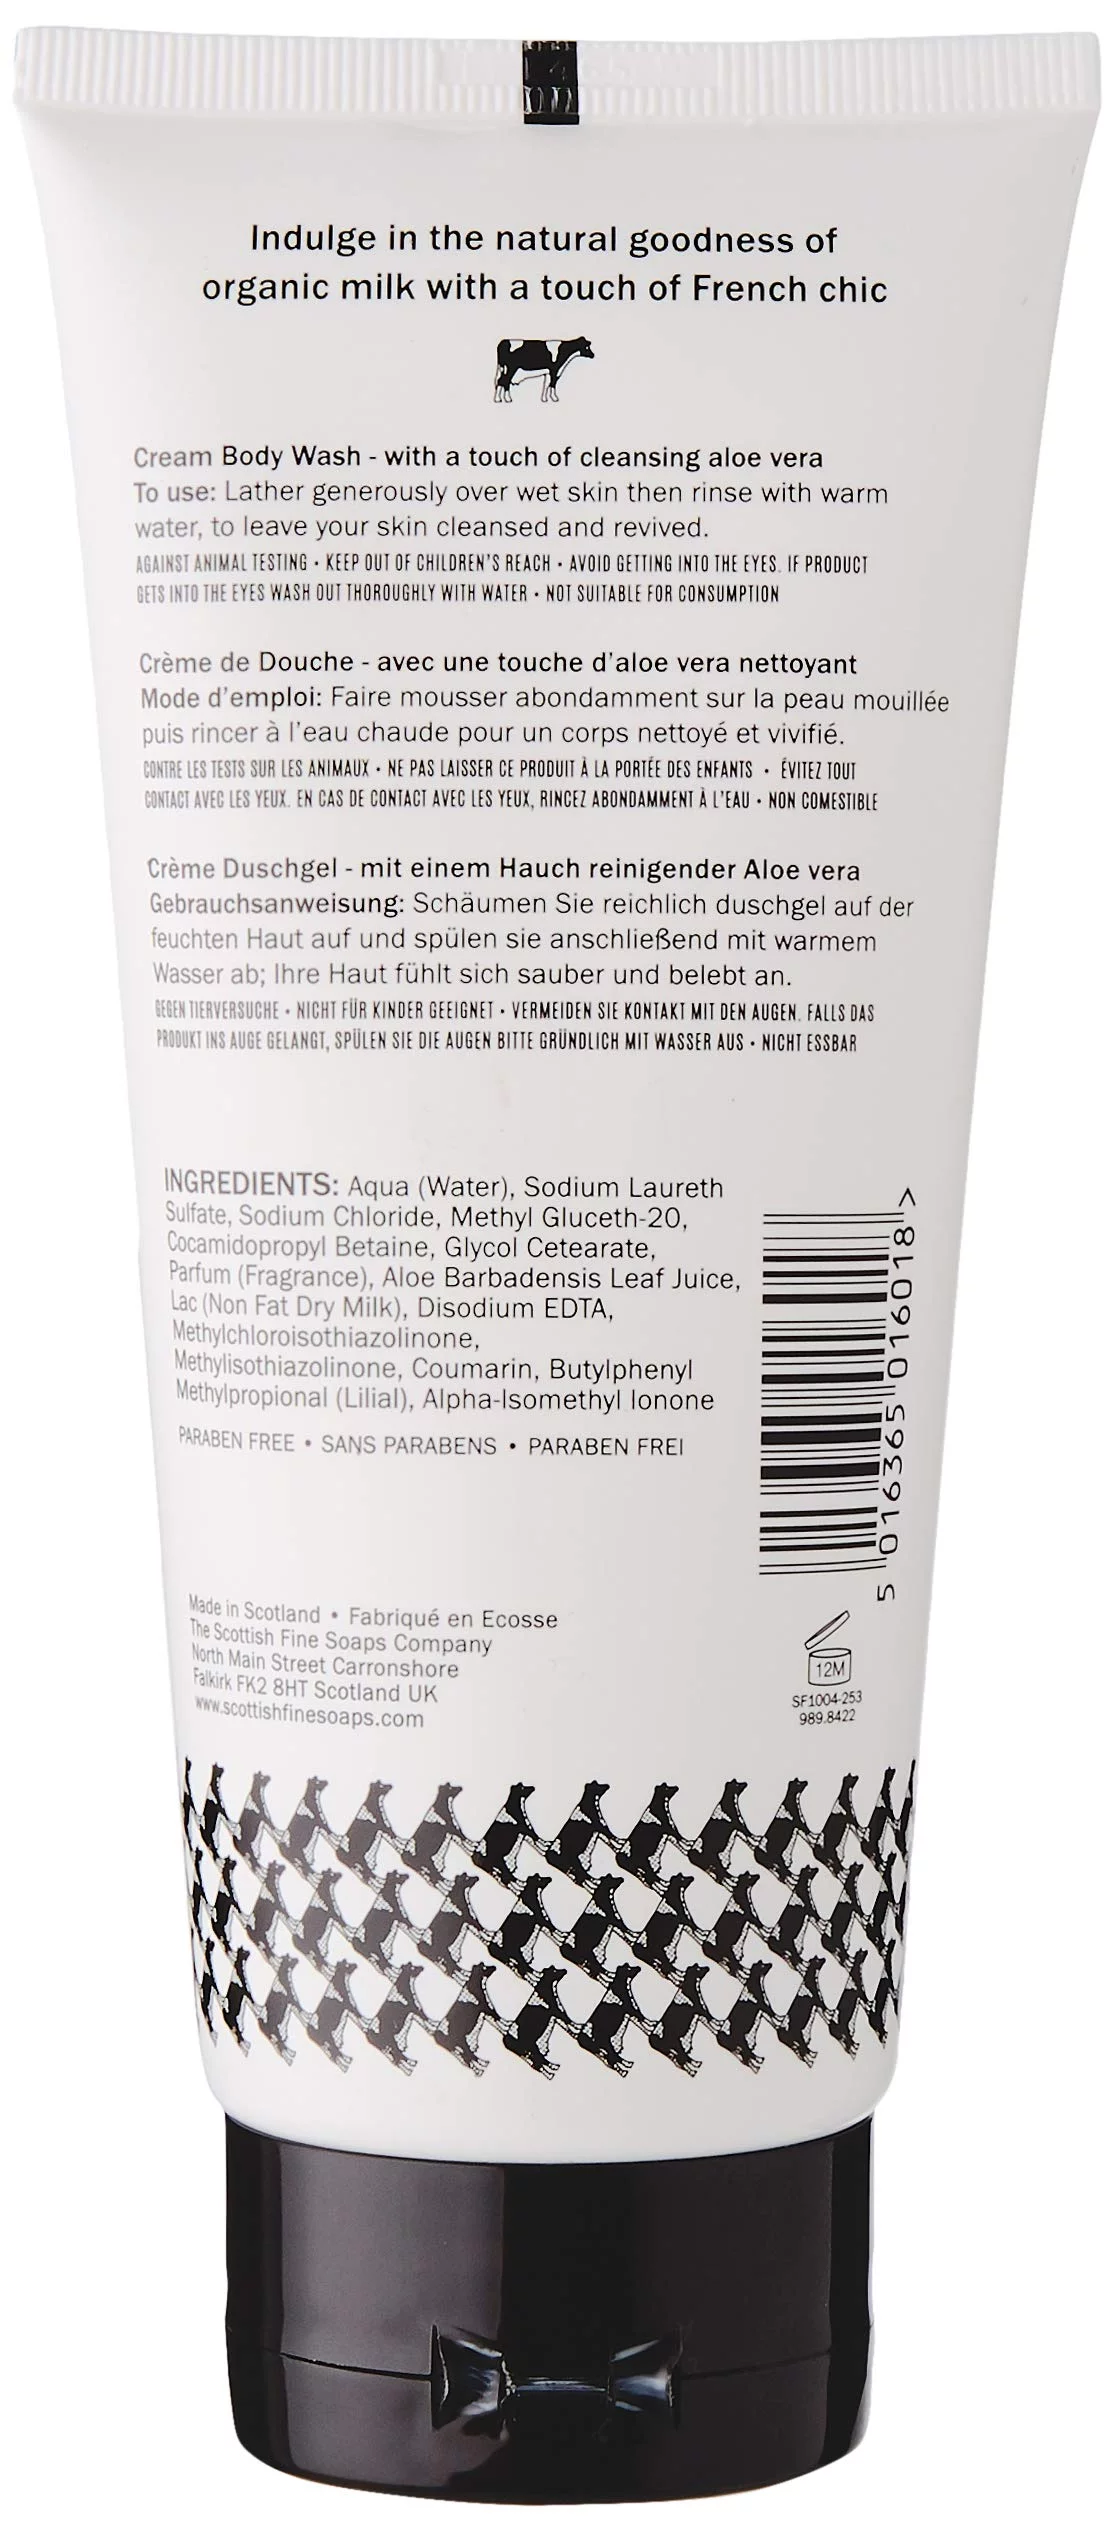 Indulge in the natural goodness of
organic milk with a touch of French chic
Cream Body Wash - with a touch of cleansing aloe vera
To use: Lather generously over wet skin then rinse with warm
water, to leave your skin cleansed and revived.
AGAINST ANIMAL TESTING • KEEP OUT OF CHILDREN'S REACH • AVOID GETTING INTO THE EYES. IF PRODUCT
GETS INTO THE EYES WASH OUT THOROUGHLY WITH WATER • NOT SUITABLE FOR CONSUMPTION
Crème de Douche - avec une touche d'aloe vera nettoyant
Mode d'emploi: Faire mousser abondamment sur la peau mouillée
puis rincer à l'eau chaude pour un corps nettoyé et vivifié.
CONTRE LES TESTS SUR LES ANIMAUX • NE PAS LAISSER CE PRODUIT À LA PORTÉE DES ENFANTS • ÉVITEZ TOUT
CONTACT AVEC LES YEUX. EN CAS DE CONTACT AVEC LES YEUX, RINCEZ ABONDAMMENT À L'EAU • NON COMESTIBLE
Crème Duschgel - mit einem Hauch reinigender Aloe vera
Gebrauchsanweisung: Schäumen Sie reichlich duschgel auf der
feuchten Haut auf und spülen sie anschließend mit warmem
Wasser ab; Ihre Haut fühlt sich sauber und belebt an.
GEGEN TIERVERSUCHE • NICHT FÜR KINDER GEEIGNET • VERMEIDEN SIE KONTAKT MIT DEN AUGEN. FALLS DAS
PRODUKT INS AUGE GELANGT, SPÜLEN SIE DIE AUGEN BITTE GRÜNDLICH MIT WASSER AUS • NICHT ESSBAR
INGREDIENTS: Aqua (Water), Sodium Laureth
Sulfate, Sodium Chloride, Methyl Gluceth-20,
Cocamidopropyl Betaine, Glycol Cetearate,
Parfum (Fragrance), Aloe Barbadensis Leaf Juice,
Lac (Non Fat Dry Milk), Disodium EDTA,
Methylchloroisothiazolinone,
Methylisothiazolinone, Coumarin, Butylphenyl
Methylpropional (Lilial), Alpha-Isomethyl Ionone
PARABEN FREE • SANS PARABENS • PARABEN FREI
5 016365 016018 >
Made in Scotland • Fabriqué en Ecosse
The Scottish Fine Soaps Company
North Main Street Carronshore
Falkirk FK2 8HT Scotland UK
www.scottishfinesoaps.com
12M
SF1004-253
989.8422